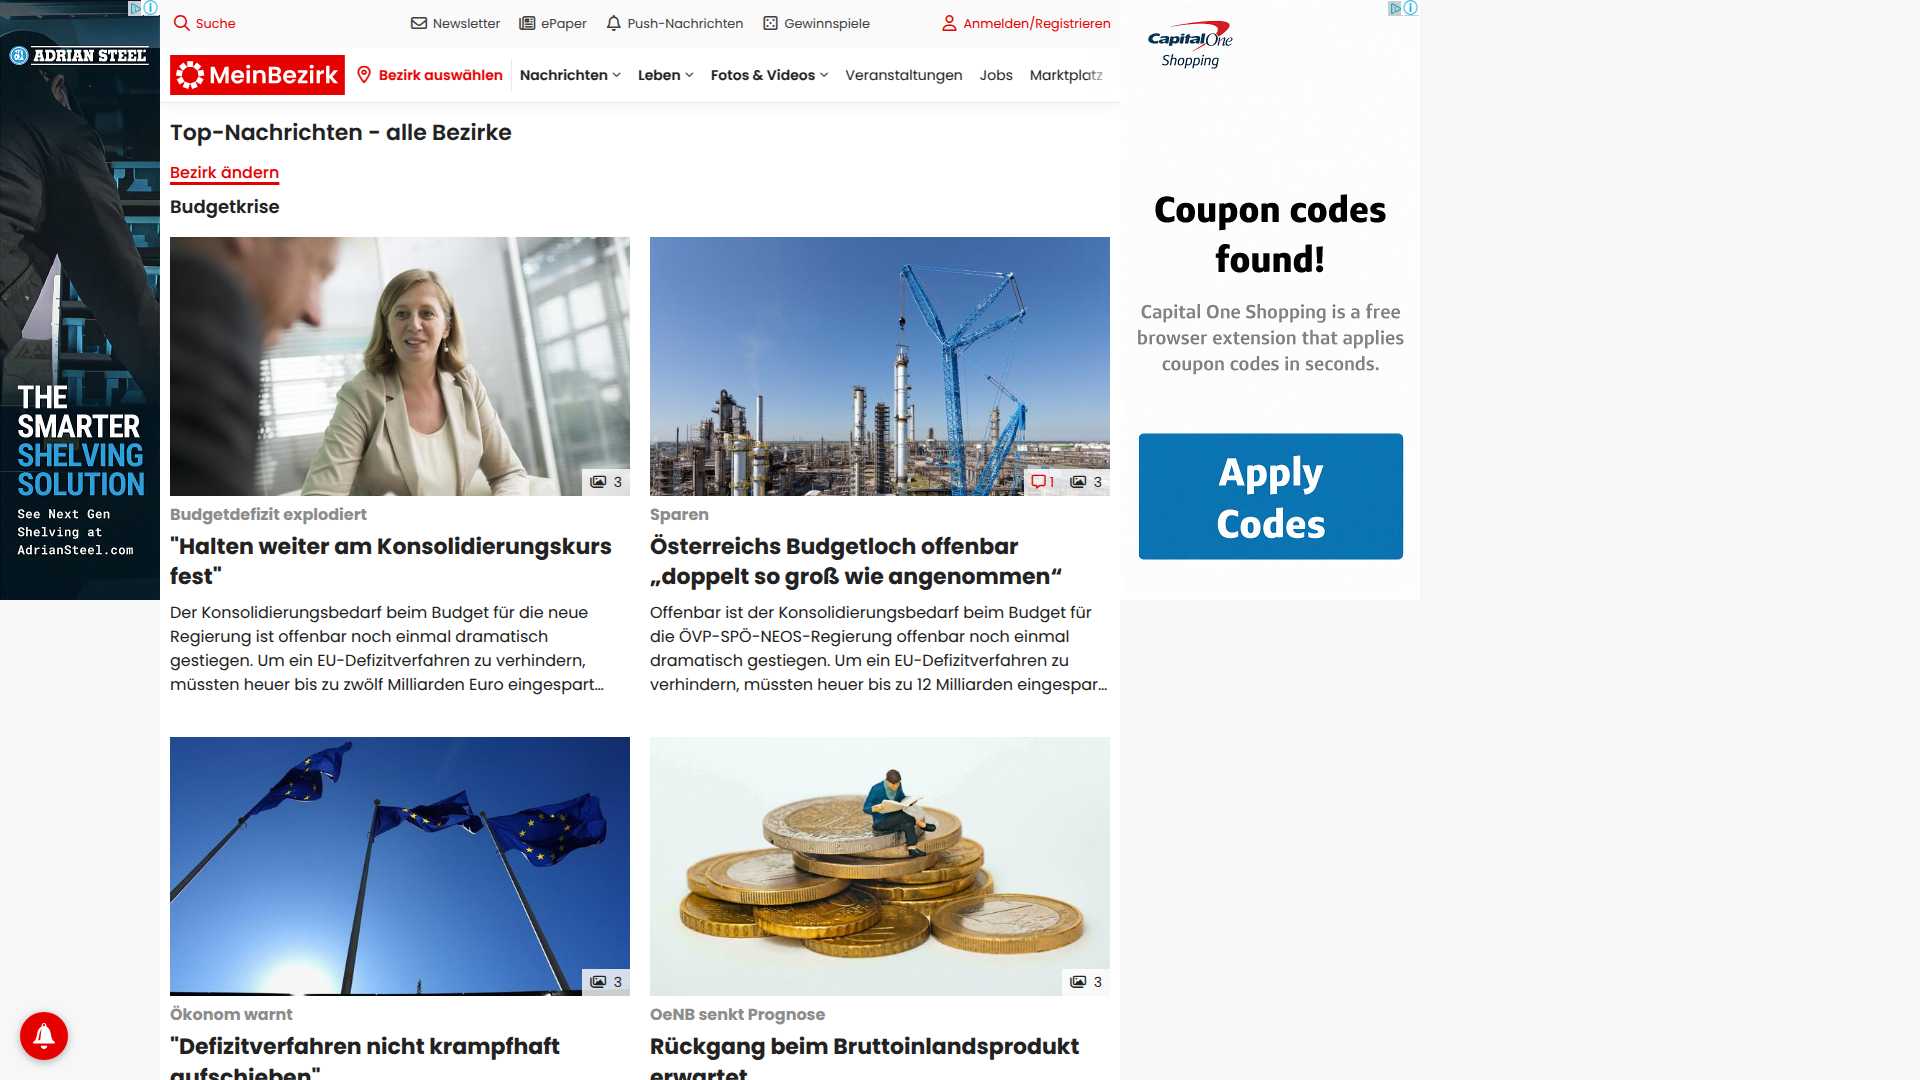 Suche
Newsletter
ePaper
Push-Nachrichten
Gewinnspiele
Anmelden/Registrieren
MeinBezirk
Bezirk auswählen
Nachrichten
Leben
Fotos & Videos
Veranstaltungen
Jobs
Marktplatz
ADRIAN STEEL
THE
SMARTER
SHELVING
SOLUTION
See Next Gen
Shelving at
AdrianSteel.com
Top-Nachrichten - alle Bezirke
Bezirk ändern
Budgetkrise
3
Budgetdefizit explodiert
"Halten weiter am Konsolidierungskurs
fest"
Der Konsolidierungsbedarf beim Budget für die neue
Regierung ist offenbar noch einmal dramatisch
gestiegen. Um ein EU-Defizitverfahren zu verhindern,
müssten heuer bis zu zwölf Milliarden Euro eingespart...
1
3
Sparen
Österreichs Budgetloch offenbar
„doppelt so groß wie angenommen“
Offenbar ist der Konsolidierungsbedarf beim Budget für
die ÖVP-SPÖ-NEOS-Regierung offenbar noch einmal
dramatisch gestiegen. Um ein EU-Defizitverfahren zu
verhindern, müssten heuer bis zu 12 Milliarden eingespar...
3
Ökonom warnt
"Defizitverfahren nicht krampfhaft
aufschieben"
3
OeNB senkt Prognose
Rückgang beim Bruttoinlandsprodukt
erwartet
Capital One
Shopping
Coupon codes
found!
Capital One Shopping is a free
browser extension that applies
coupon codes in seconds.
Apply
Codes